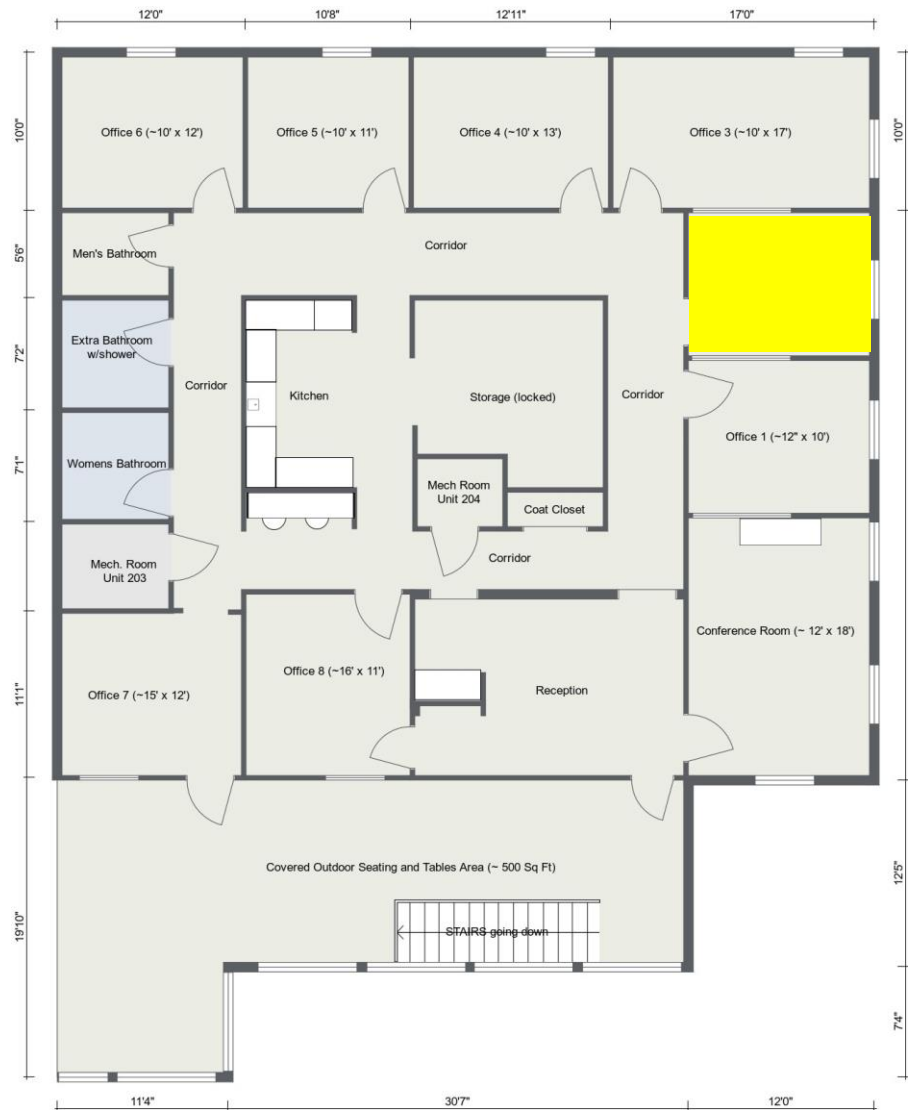 12'0"
10'8"
12'11"
17'0"
10'0"
Office 6 (~10' x 12')
Office 5 (~10' x 11')
Office 4 (~10' x 13')
Office 3 (~10' x 17')
10'0"
5'6"
Men's Bathroom
Corridor
7'2"
Extra Bathroom
w/shower
Corridor
Kitchen
Storage (locked)
Corridor
7'1"
Womens Bathroom
Office 1 (~12" x 10')
Mech Room
Unit 204
Coat Closet
Mech. Room
Unit 203
Corridor
Conference Room (~ 12' x 18')
11'1"
Office 7 (~15' x 12')
Office 8 (~16' x 11')
Reception
19'10"
Covered Outdoor Seating and Tables Area (~ 500 Sq Ft)
12'5"
STAIRS going down
7'4"
11'4"
30'7"
12'0"